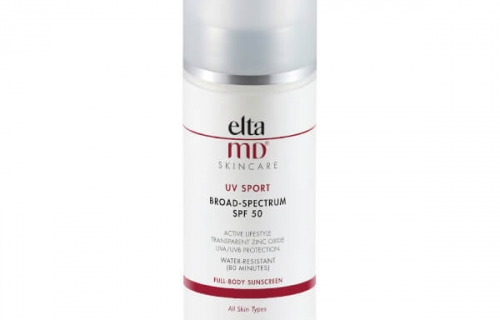 elta
MD®
SKINCARE
UV SPORT
BROAD-SPECTRUM
SPF 50
ACTIVE LIFESTYLE
TRANSPARENT ZINC OXIDE
UVA/UVB PROTECTION
WATER-RESISTANT
(80 MINUTES)
FULL-BODY SUNSCREEN
All Skin Types